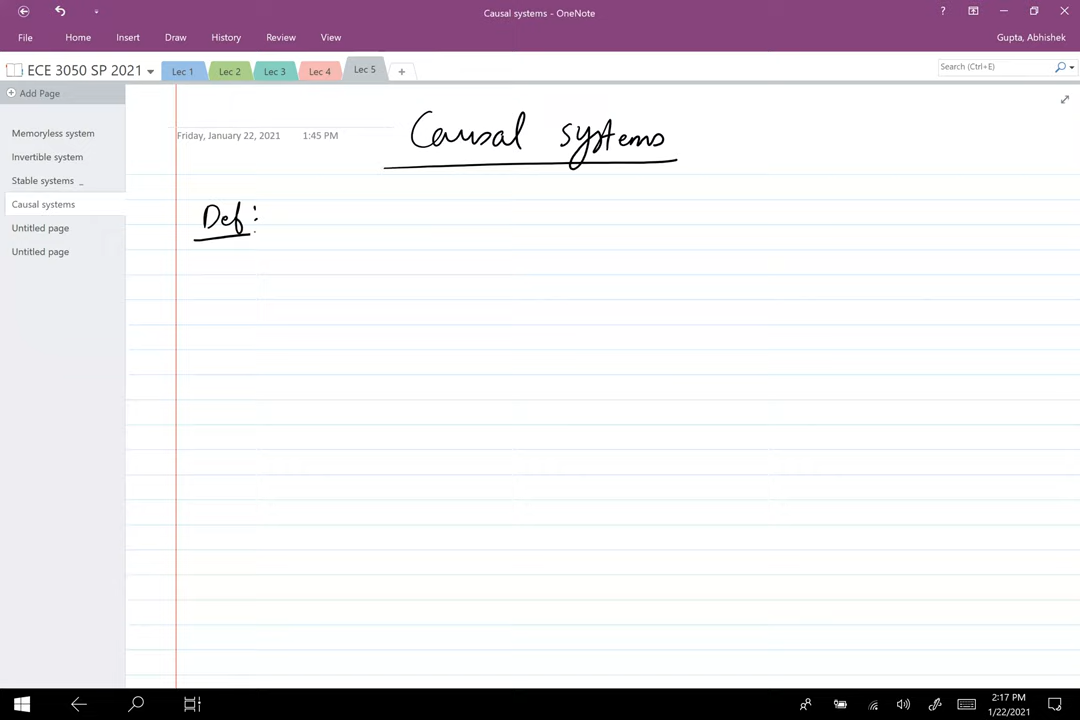 Causal systems - OneNote
?
File Home Insert Draw History Review View
Gupta, Abhishek
ECE 3050 SP 2021
Lec 1 Lec 2 Lec 3 Lec 4 Lec 5
Search (Ctrl+E)
Add Page
Memoryless system
Invertible system
Stable systems _
Causal systems
Untitled page
Untitled page
Friday, January 22, 2021 1:45 PM
Causal systems
Def:
2:17 PM
1/22/2021